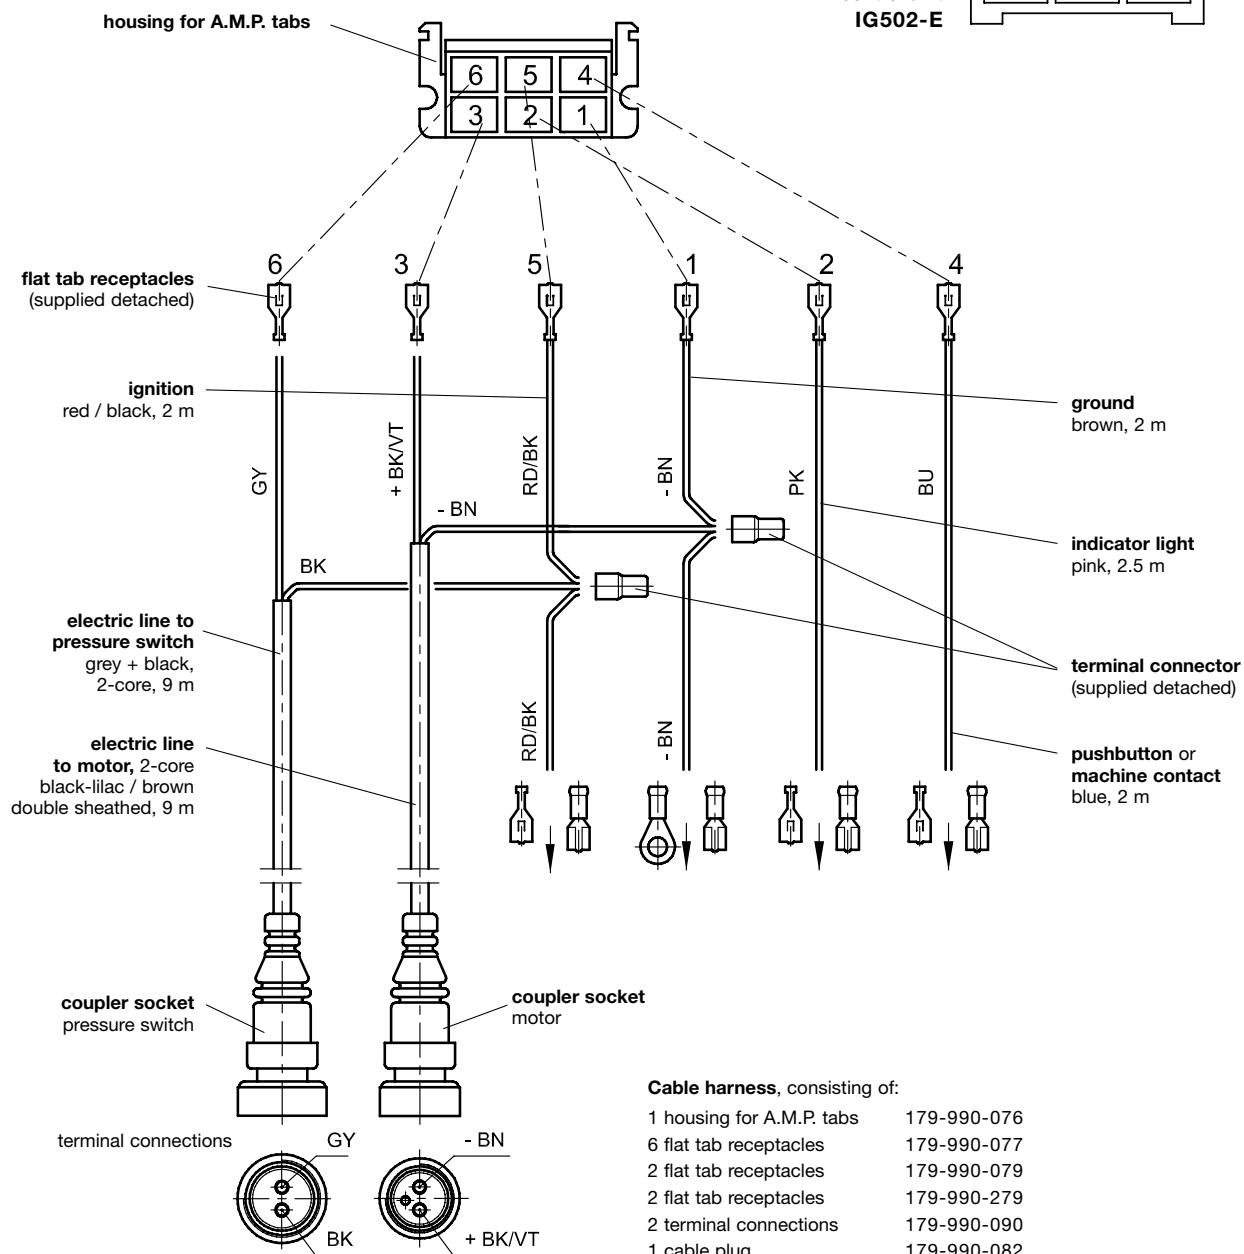 housing for A.M.P. tabs
IG502-E
6 5 4
3 2 1
6 3 5 1 2 4
flat tab receptacles
(supplied detached)
ignition
red / black, 2 m
ground
brown, 2 m
GY
+ BK/VT
RD/BK
- BN
PK
BU
- BN
BK
indicator light
pink, 2.5 m
electric line to
pressure switch
grey + black,
2-core, 9 m
terminal connector
(supplied detached)
RD/BK
- BN
electric line
to motor, 2-core
black-lilac / brown
double sheathed, 9 m
pushbutton or
machine contact
blue, 2 m
coupler socket
pressure switch
coupler socket
motor
terminal connections
GY
- BN
BK
+ BK/VT
Cable harness, consisting of:
1 housing for A.M.P. tabs 179-990-076
6 flat tab receptacles 179-990-077
2 flat tab receptacles 179-990-079
2 flat tab receptacles 179-990-279
2 terminal connections 179-990-090
1 cable plug 179-990-082